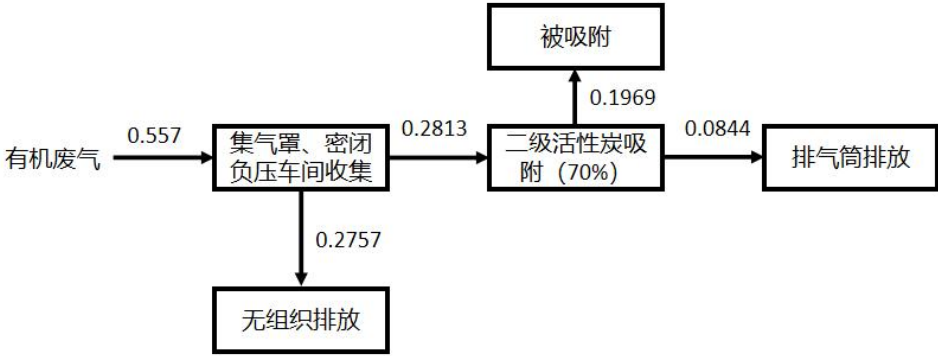 被吸附
0.1969
有机废气
0.557
集气罩、密闭
负压车间收集
0.2813
二级活性炭吸
附（70%）
0.0844
排气筒排放
0.2757
无组织排放